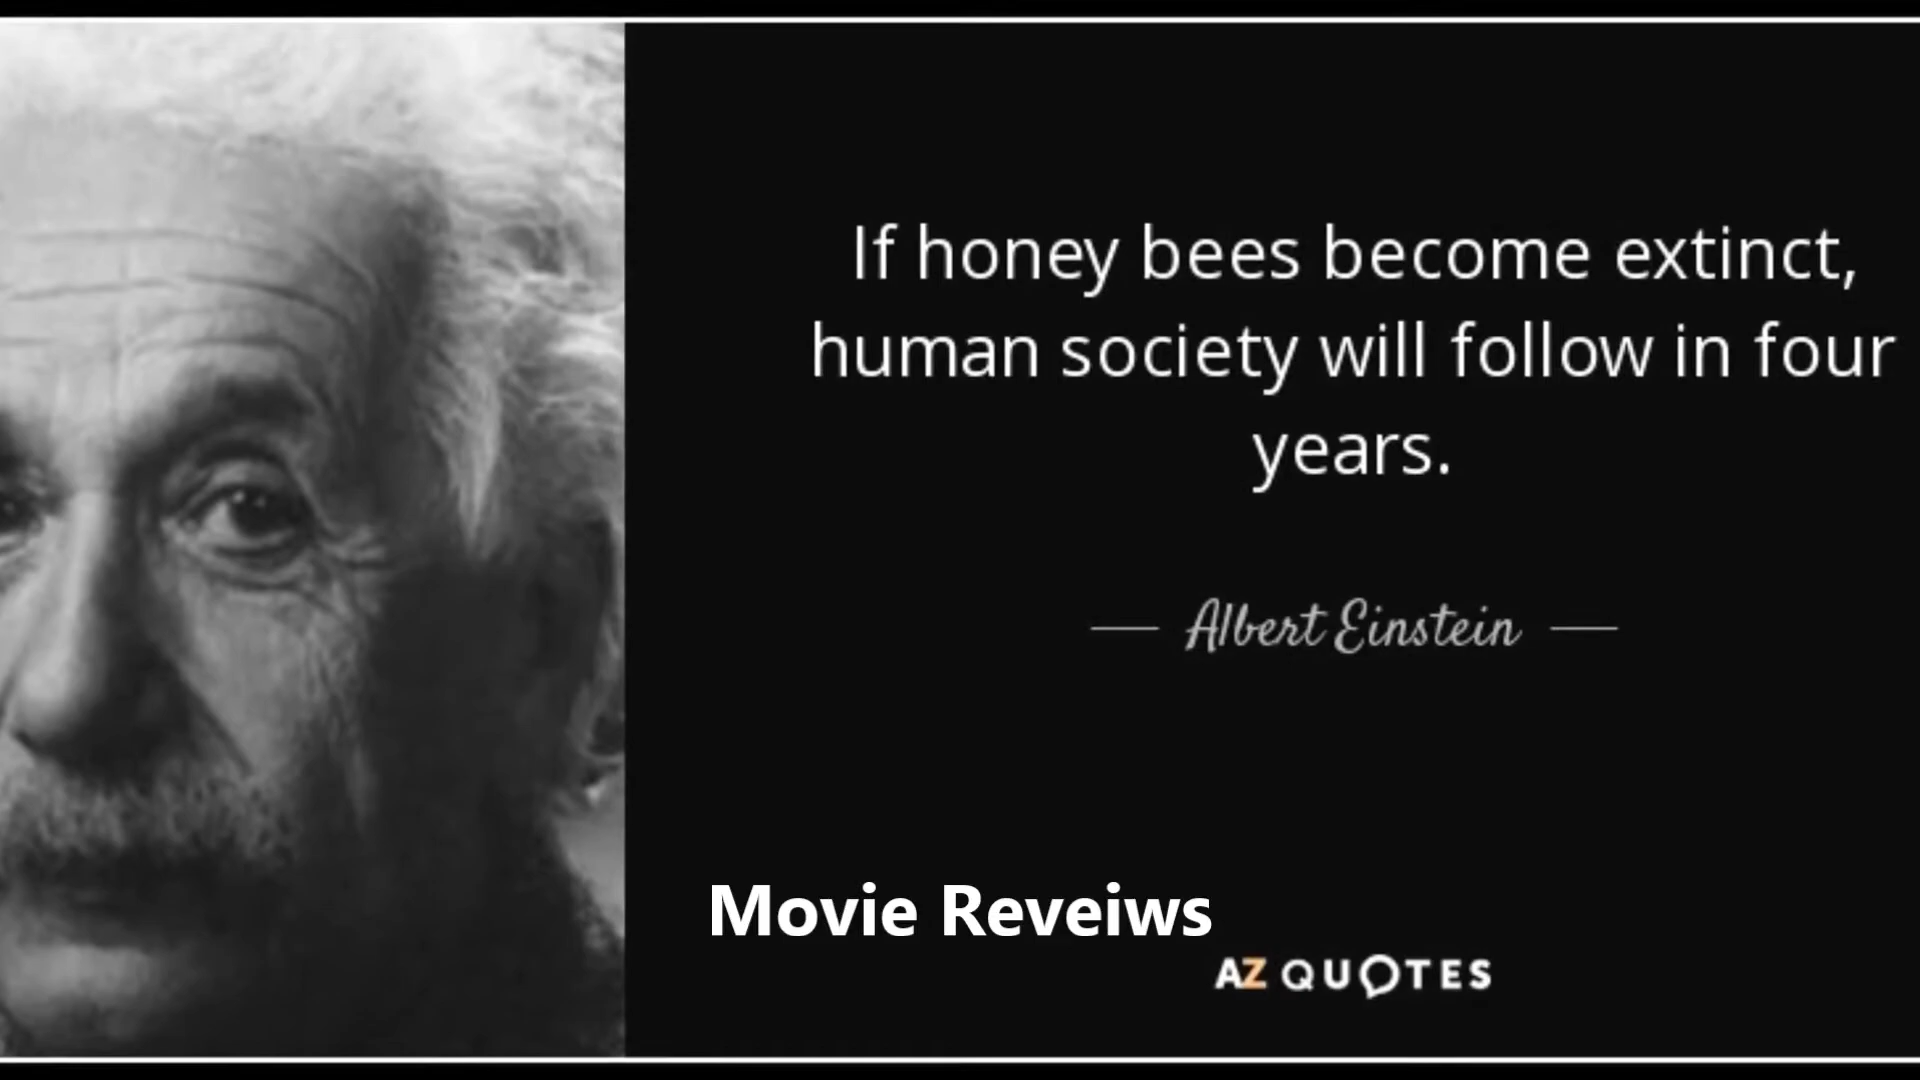 If honey bees become extinct,
human society will follow in four
years.
Albert Einstein
Movie Reveiws
AZ QUOTES